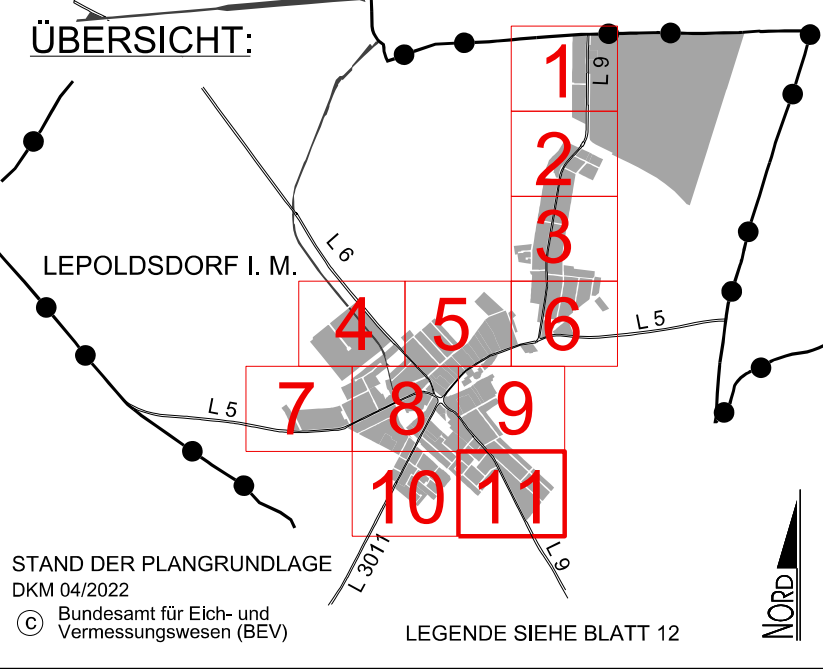 ÜBERSICHT:
1
L 9
2
3
L 6
LEPOLDSDORF I. M.
4
5
6
L 5
7
L 5
8
9
10
11
L 3011
L 9
STAND DER PLANGRUNDLAGE
DKM 04/2022
C Bundesamt für Eich- und
Vermessungswesen (BEV)
LEGENDE SIEHE BLATT 12
NORD